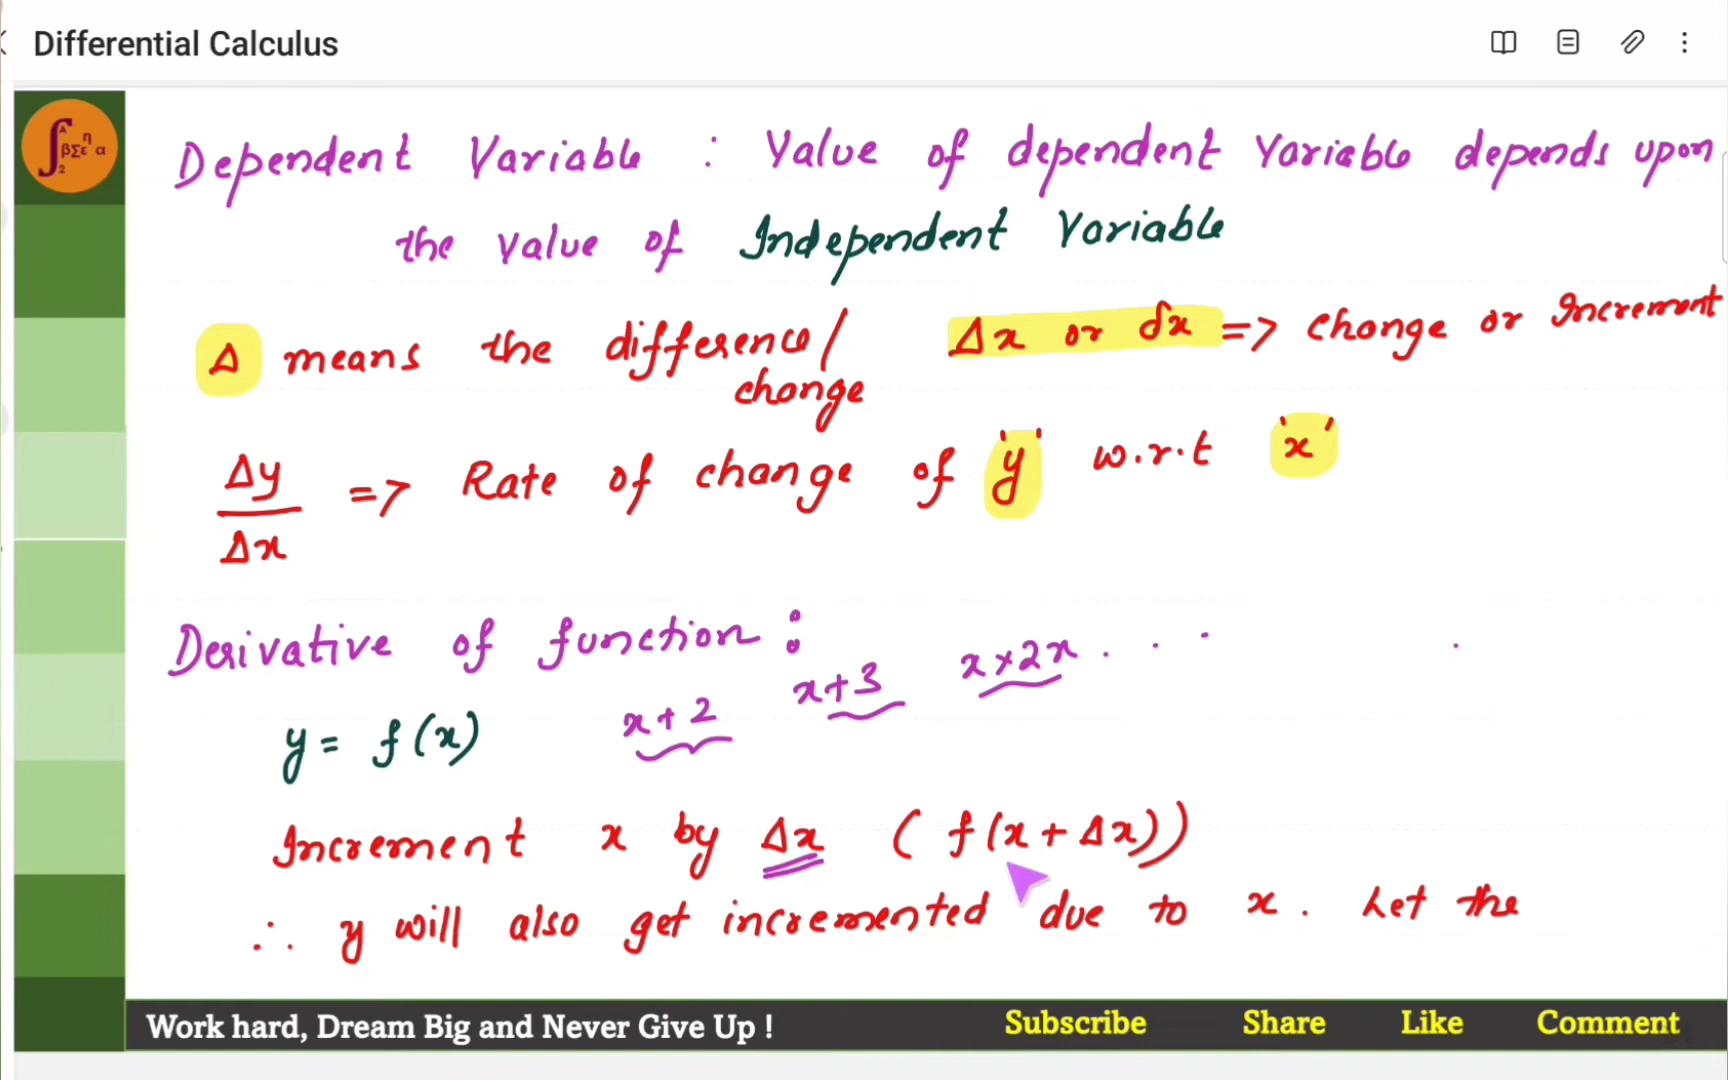 Differential Calculus
Dependent Variable : Value of dependent Variable depends upon
the value of Independent Variable
Δ means the difference/
change
Δx or δx => change or Increment
Δy/Δx => Rate of change of 'y' w.r.t 'x'
Derivative of function :
x+2 x+3 x×2x . . .
y = f(x)
Increment x by Δx ( f(x+Δx))
∴ y will also get incremented due to x. Let the
Work hard, Dream Big and Never Give Up !
Subscribe Share Like Comment